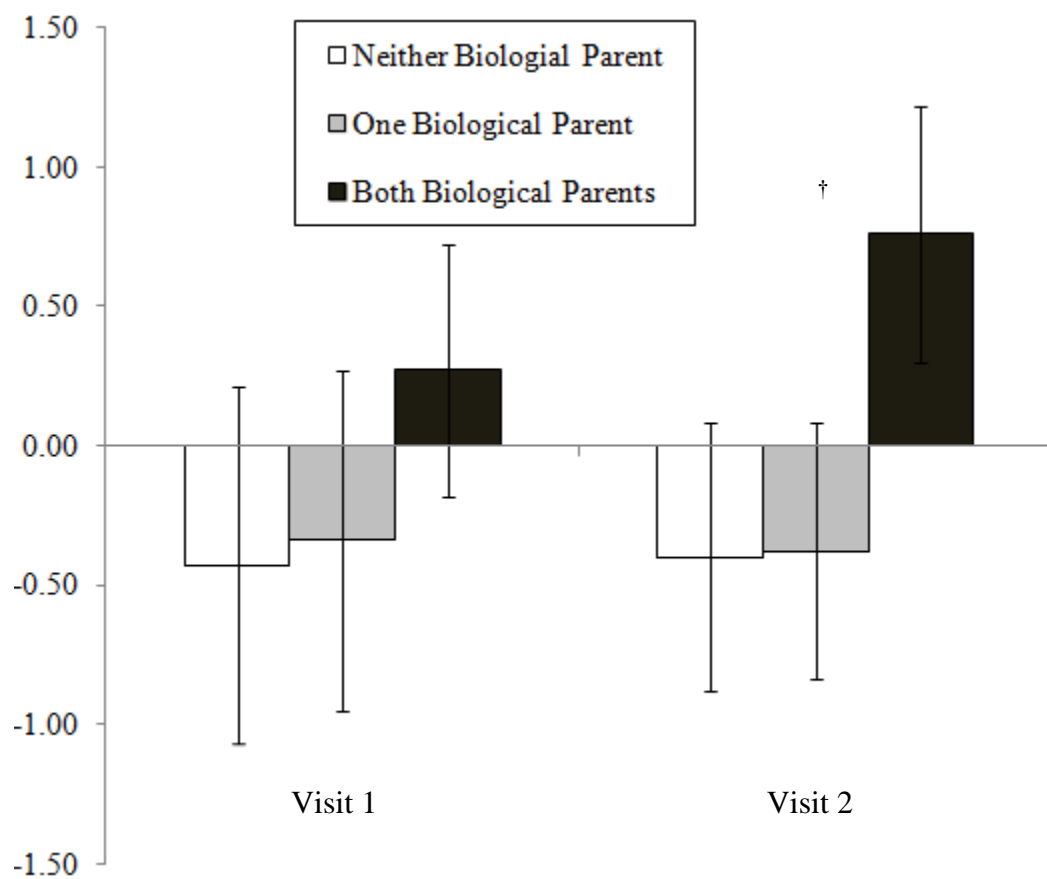 1.50
Neither Biologial Parent
One Biological Parent
Both Biological Parents
1.00
†
0.50
0.00
-0.50
-1.00
Visit 1
Visit 2
-1.50